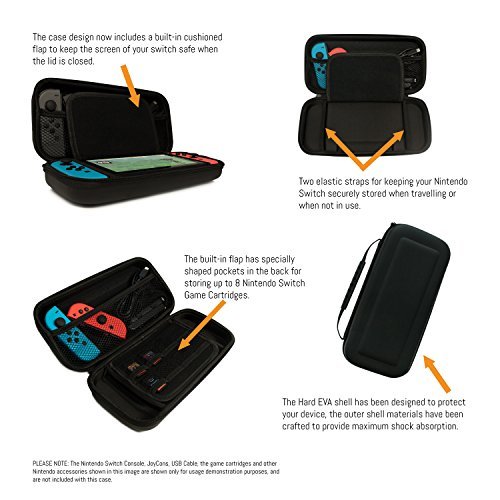 The case design now includes a built-in cushioned
flap to keep the screen of your switch safe when
the lid is closed.
Two elastic straps for keeping your Nintendo
Switch securely stored when travelling or
when not in use.
The built-in flap has specially
shaped pockets in the back for
storing up to 8 Nintendo Switch
Game Cartridges.
The Hard EVA shell has been designed to protect
your device, the outer shell materials have been
crafted to provide maximum shock absorption.
PLEASE NOTE: The Nintendo Switch Console, JoyCons, USB Cable, the game cartridges and other
Nintendo accessories shown in this image are shown only for usage demonstration purposes, and
are not included with this case.